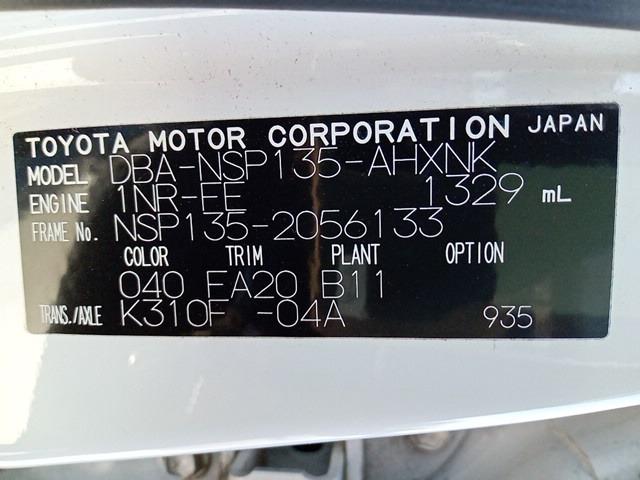 TOYOTA MOTOR CORPORATION JAPAN
MODEL DBA-NSP135-AHXNK
ENGINE 1NR-FE 1329 mL
FRAME No. NSP135-2056133
COLOR TRIM PLANT OPTION
040 FA20 B11
TRANS./AXLE K310F -04A 935